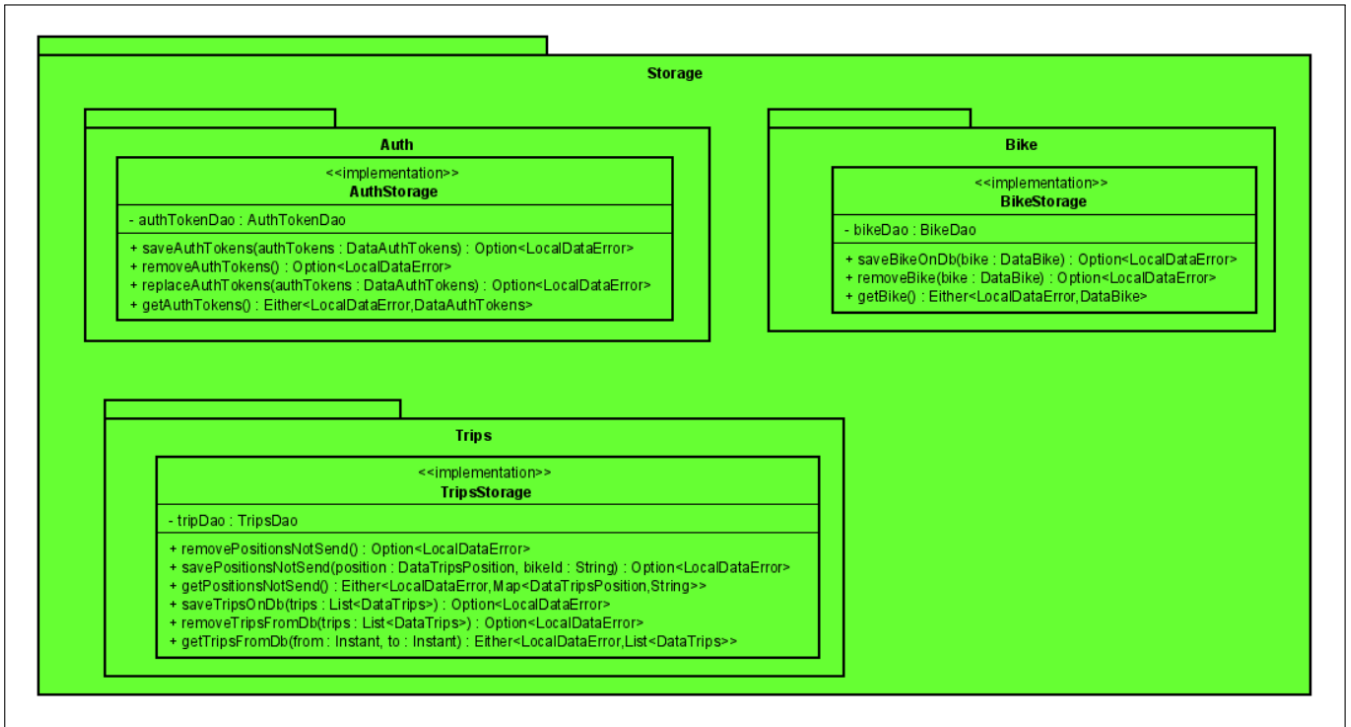 Storage
Auth
<<implementation>>
AuthStorage
- authTokenDao : AuthTokenDao
+ saveAuthTokens(authTokens : DataAuthTokens) : Option<LocalDataError>
+ removeAuthTokens() : Option<LocalDataError>
+ replaceAuthTokens(authTokens : DataAuthTokens) : Option<LocalDataError>
+ getAuthTokens() : Either<LocalDataError,DataAuthTokens>
Bike
<<implementation>>
BikeStorage
- bikeDao : BikeDao
+ saveBikeOnDb(bike : DataBike) : Option<LocalDataError>
+ removeBike(bike : DataBike) : Option<LocalDataError>
+ getBike() : Either<LocalDataError,DataBike>
Trips
<<implementation>>
TripsStorage
- tripDao : TripsDao
+ removePositionsNotSend() : Option<LocalDataError>
+ savePositionsNotSend(position : DataTripsPosition, bikeId : String) : Option<LocalDataError>
+ getPositionsNotSend() : Either<LocalDataError,Map<DataTripsPosition,String>>
+ saveTripsOnDb(trips : List<DataTrips>) : Option<LocalDataError>
+ removeTripsFromDb(trips : List<DataTrips>) : Option<LocalDataError>
+ getTripsFromDb(from : Instant, to : Instant) : Either<LocalDataError,List<DataTrips>>